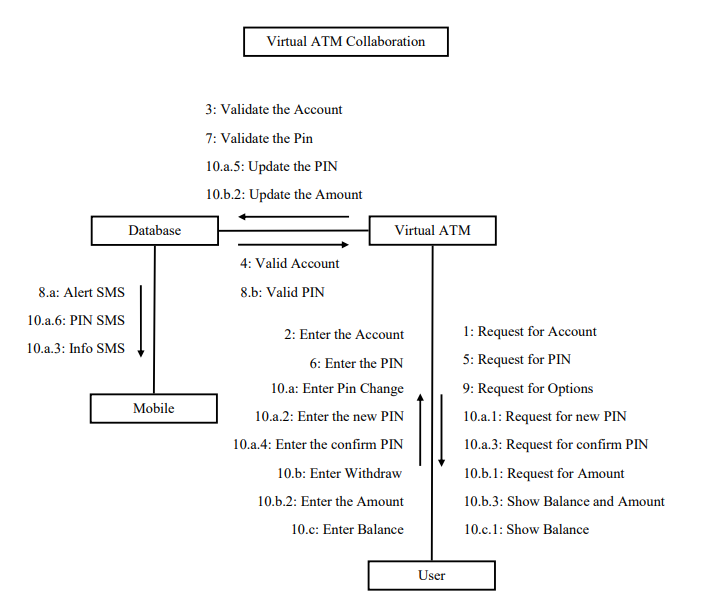 Virtual ATM Collaboration
3: Validate the Account
7: Validate the Pin
10.a.5: Update the PIN
10.b.2: Update the Amount
Database
Virtual ATM
4: Valid Account
8.b: Valid PIN
8.a: Alert SMS
10.a.6: PIN SMS
10.a.3: Info SMS
Mobile
2: Enter the Account
6: Enter the PIN
10.a: Enter Pin Change
10.a.2: Enter the new PIN
10.a.4: Enter the confirm PIN
10.b: Enter Withdraw
10.b.2: Enter the Amount
10.c: Enter Balance
1: Request for Account
5: Request for PIN
9: Request for Options
10.a.1: Request for new PIN
10.a.3: Request for confirm PIN
10.b.1: Request for Amount
10.b.3: Show Balance and Amount
10.c.1: Show Balance
User